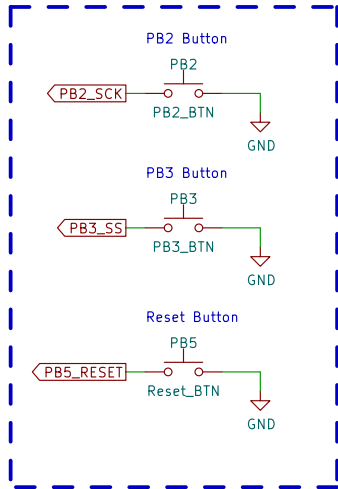 PB2 Button
PB2
PB2_SCK
PB2_BTN
GND
PB3 Button
PB3
PB3_SS
PB3_BTN
GND
Reset Button
PB5
PB5_RESET
Reset_BTN
GND